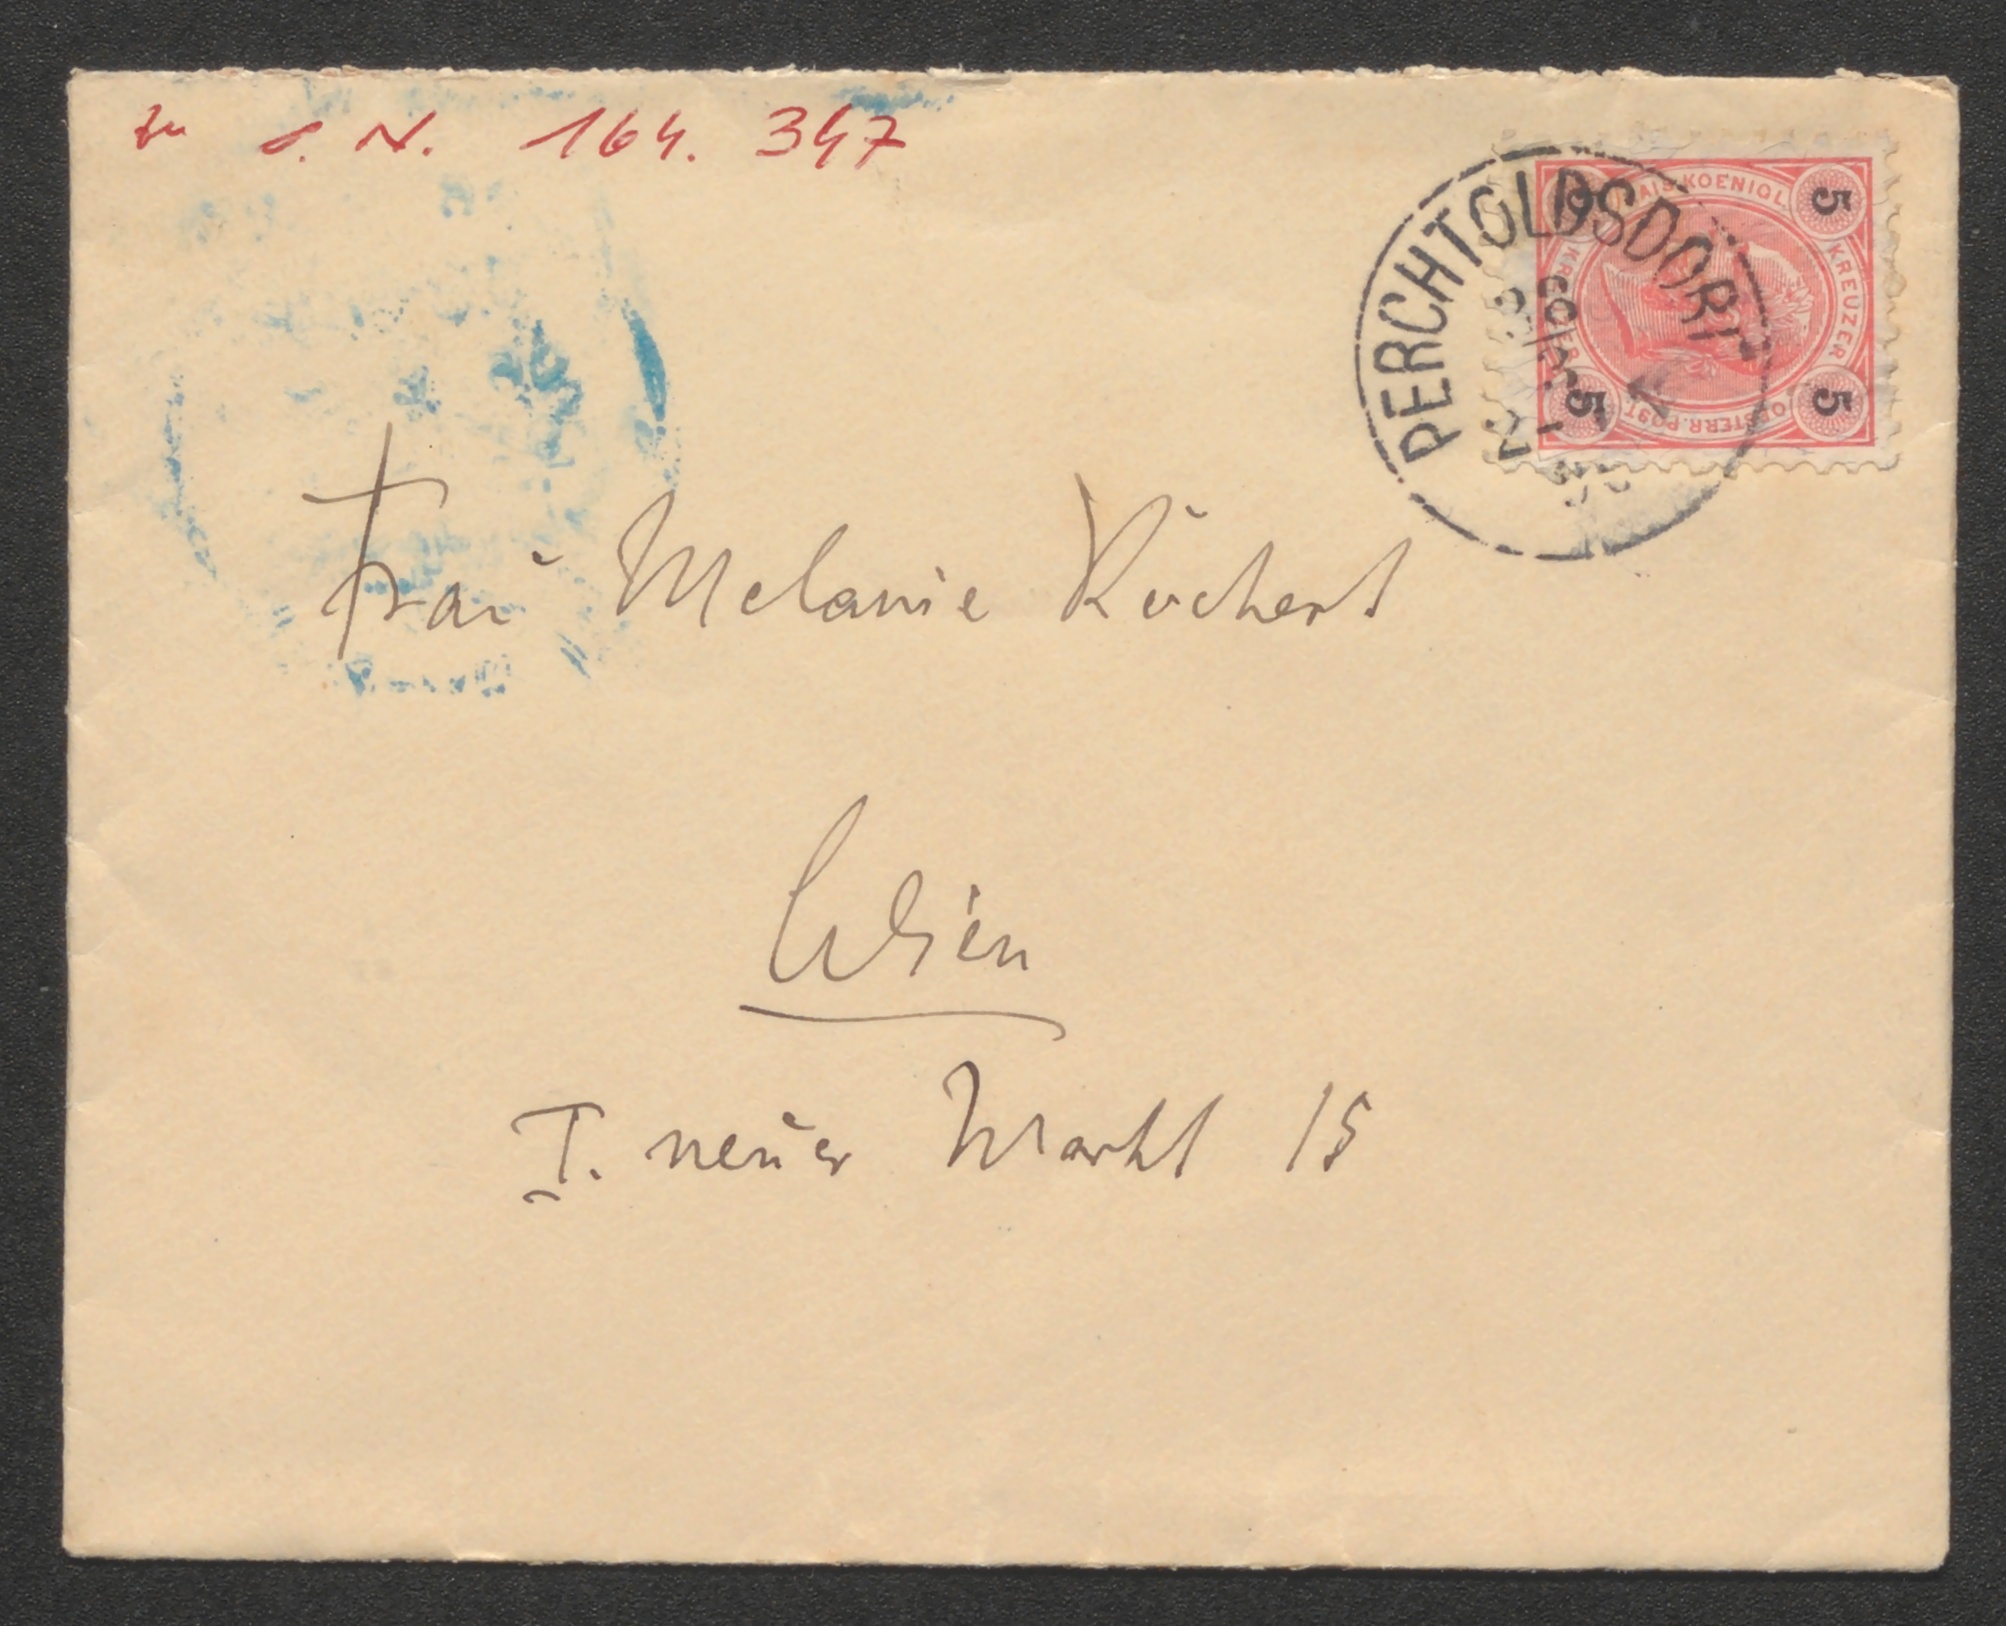 zu I. N. 164.347
PERCHTOLDSDORF
KAIS. KOENIGL.
OESTERR. POST
KREUZER
KREUZER
5
5
5
Frau Melanie Köchert
Wien
I. neuer Markt 15